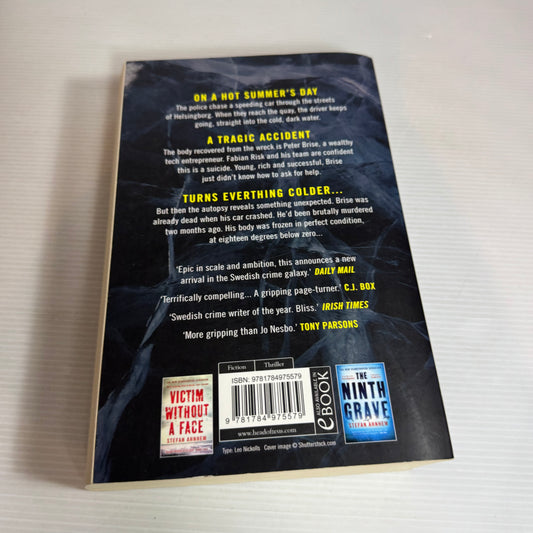 ON A HOT SUMMER'S DAY
The police chase a speeding car through the streets
of Helsingborg. When they reach the quay, the driver keeps
going, straight into the cold, dark water.
A TRAGIC ACCIDENT
The body recovered from the wreck is Peter Brise, a wealthy
tech entrepreneur. Fabian Risk and his team are confident
this is a suicide. Young, rich and successful, Brise
just didn't know how to ask for help.
TURNS EVERTHING COLDER...
But then the autopsy reveals something unexpected. Brise was
already dead when his car crashed. He'd been brutally murdered
two months ago. His body was frozen in perfect condition,
at eighteen degrees below zero...
'Epic in scale and ambition, this announces a new
arrival in the Swedish crime galaxy.' DAILY MAIL
'Terrifically compelling... A gripping page-turner.' C.J. BOX
'Swedish crime writer of the year. Bliss.' IRISH TIMES
'More gripping than Jo Nesbo.' TONY PARSONS
Fiction Thriller
ISBN: 9781784975579
9 781784 975579
www.headofzeus.com
ALSO AVAILABLE IN
eBOOK
VICTIM
WITHOUT
A FACE
STEFAN AHNHEM
THE
NINTH
GRAVE
STEFAN AHNHEM
Type: Leo Nickolls Cover image © Shutterstock.com